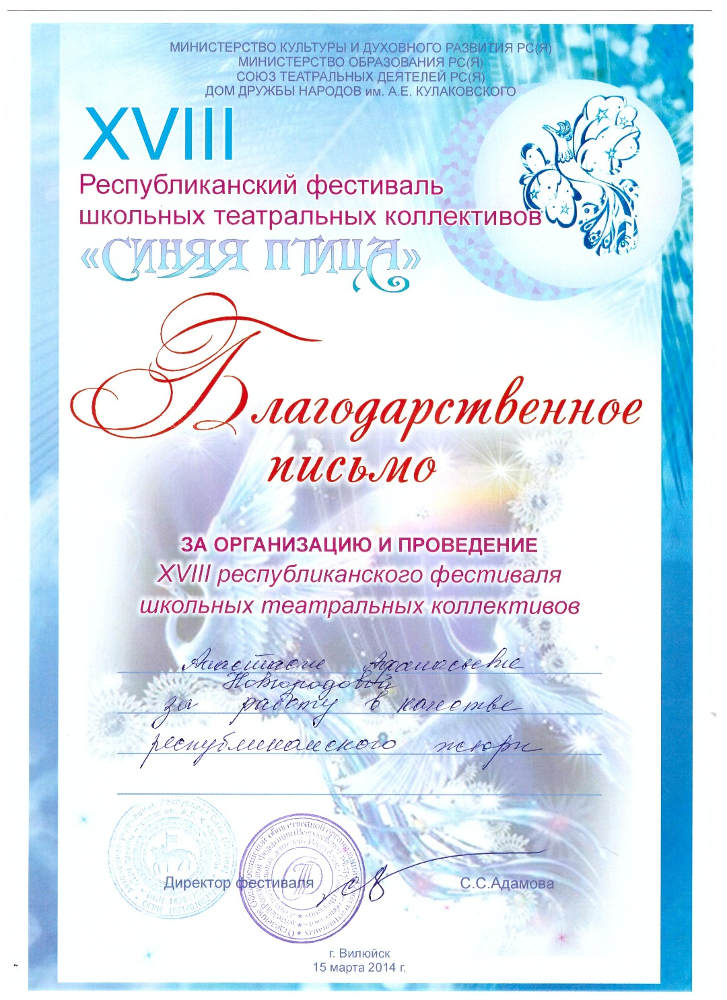 МИНИСТЕРСТВО КУЛЬТУРЫ И ДУХОВНОГО РАЗВИТИЯ РС(Я)
МИНИСТЕРСТВО ОБРАЗОВАНИЯ РС(Я)
СОЮЗ ТЕАТРАЛЬНЫХ ДЕЯТЕЛЕЙ РС(Я)
ДОМ ДРУЖБЫ НАРОДОВ им. А.Е. КУЛАКОВСКОГО
XVIII
Республиканский фестиваль
школьных театральных коллективов
«СИНЯЯ ПТИЦА»
Благодарственное
письмо
ЗА ОРГАНИЗАЦИЮ И ПРОВЕДЕНИЕ
XVIII республиканского фестиваля
школьных театральных коллективов
Анастасие Афанасьевне
Новгородовой
за работу в качестве
республиканского жюри
Директор фестиваля С.С.Адамова
г. Вилюйск
15 марта 2014 г.